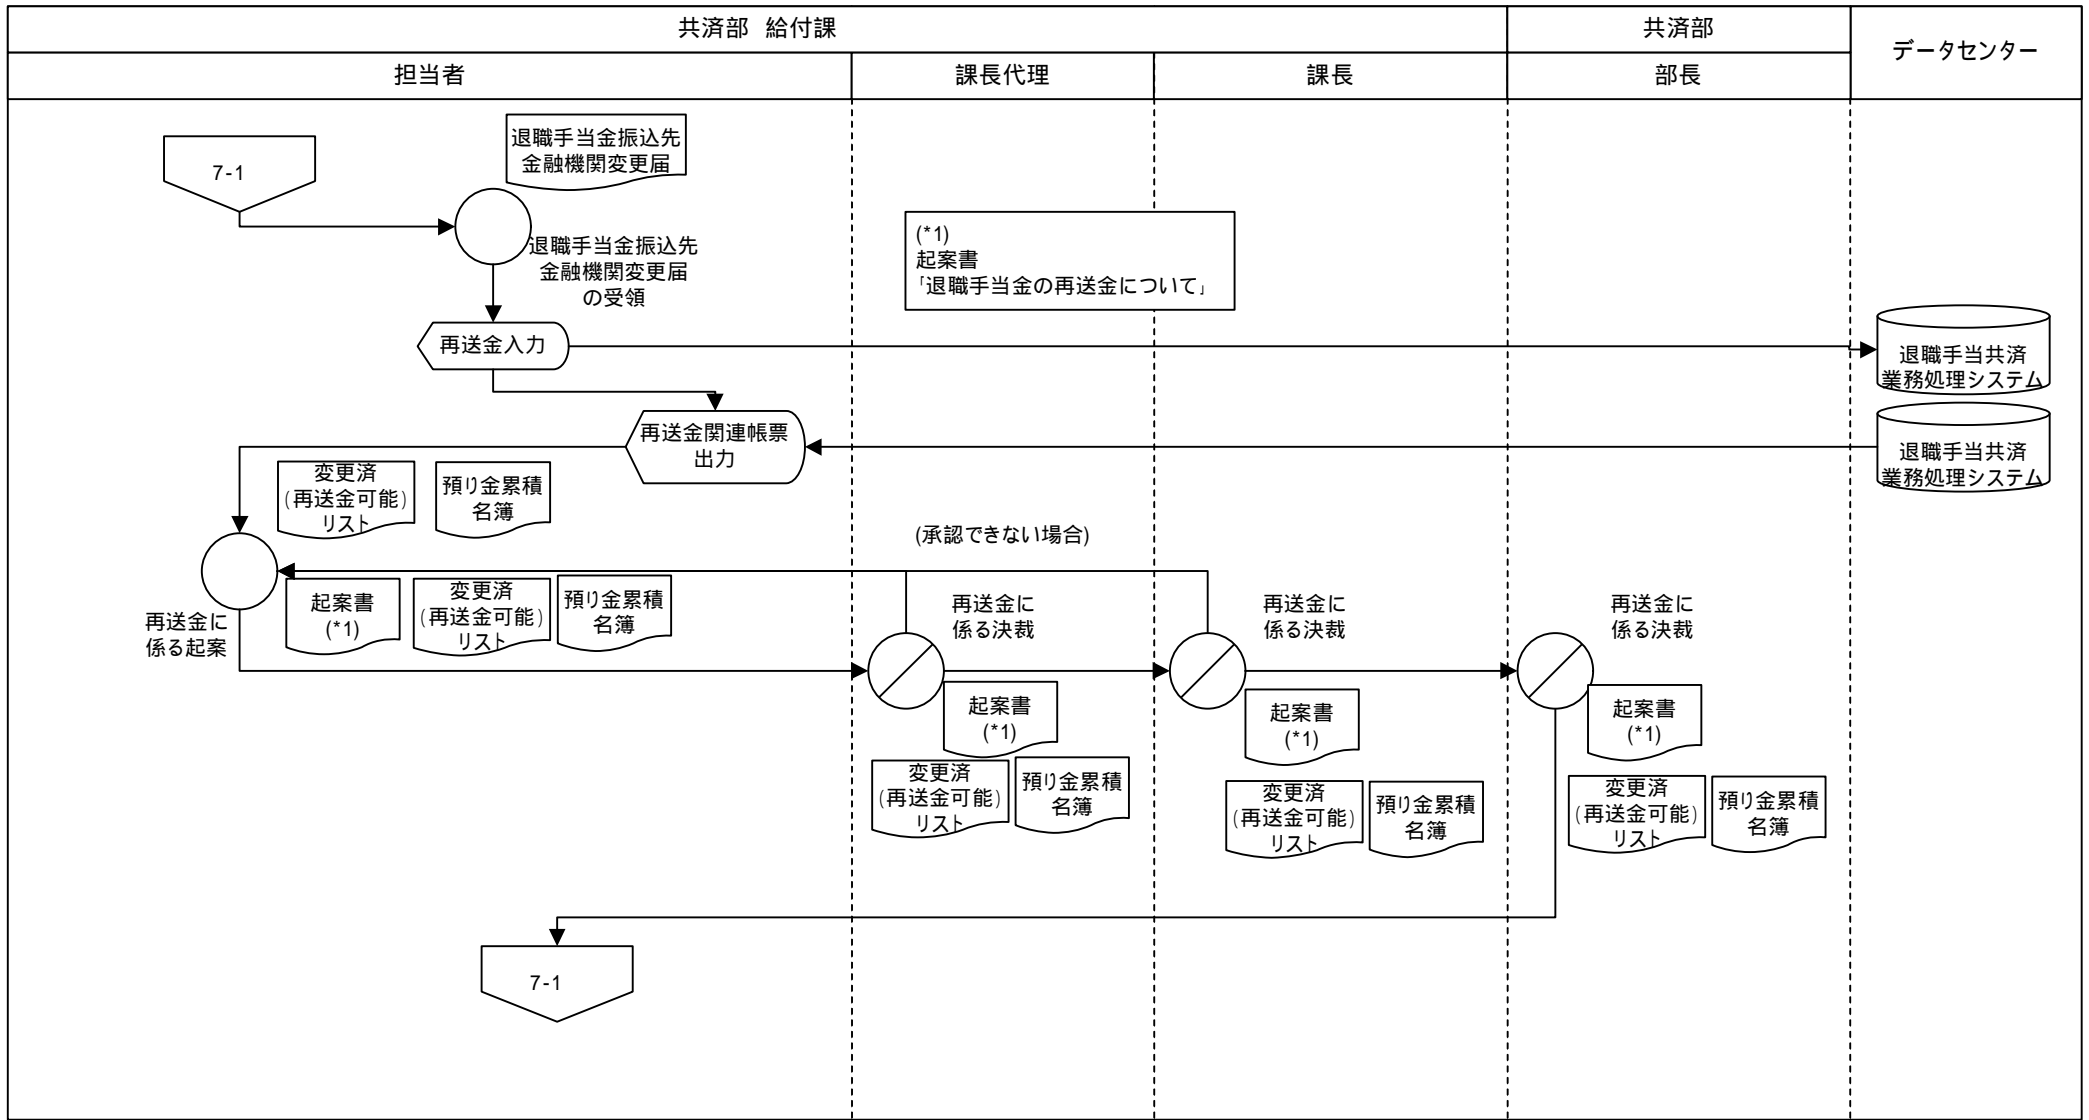 共済部 給付課
共済部
データセンター
担当者
課長代理
課長
部長
7-1
退職手当金振込先
金融機関変更届
退職手当金振込先
金融機関変更届
の受領
(*1)
起案書
「退職手当金の再送金について」
再送金入力
退職手当共済
業務処理システム
再送金関連帳票
出力
退職手当共済
業務処理システム
変更済
(再送金可能)
リスト
預り金累積
名簿
(承認できない場合)
再送金に
係る起案
起案書
(*1)
変更済
(再送金可能)
リスト
預り金累積
名簿
再送金に
係る決裁
再送金に
係る決裁
再送金に
係る決裁
起案書
(*1)
変更済
(再送金可能)
リスト
預り金累積
名簿
起案書
(*1)
変更済
(再送金可能)
リスト
預り金累積
名簿
起案書
(*1)
変更済
(再送金可能)
リスト
預り金累積
名簿
7-1